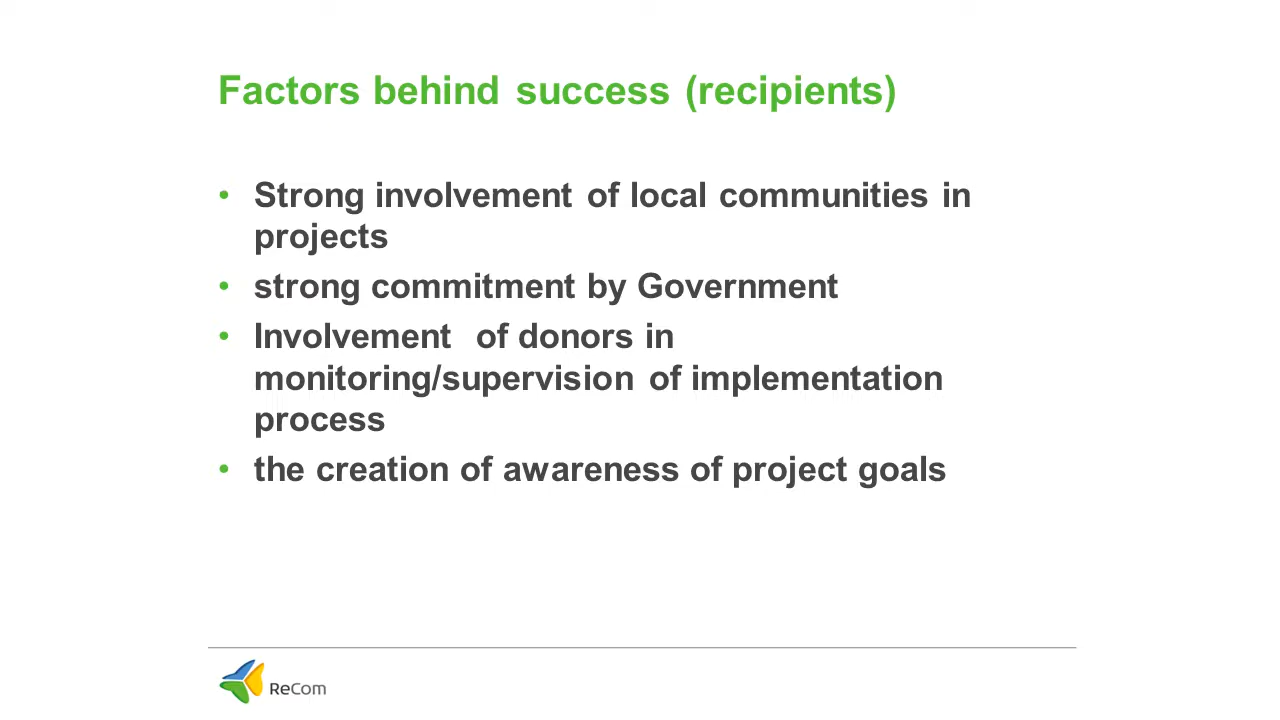 Factors behind success (recipients)
• Strong involvement of local communities in
projects
• strong commitment by Government
• Involvement of donors in
monitoring/supervision of implementation
process
• the creation of awareness of project goals
ReCom